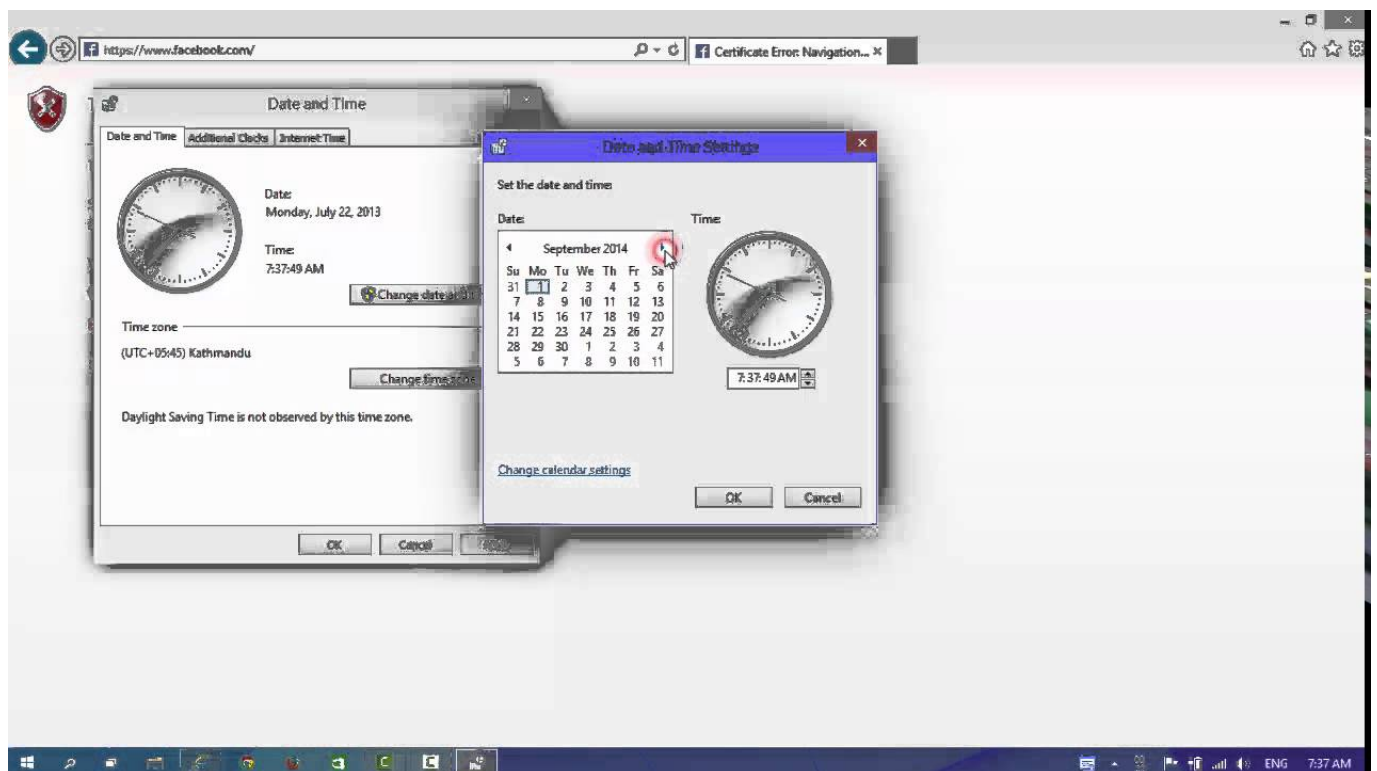 https://www.facebook.com/
Certificate Error: Navigation...
Date and Time
Date and Time Additional Clocks Internet Time
Date:
Monday, July 22, 2013
Time:
7:37:49 AM
Change date
Time zone
(UTC+05:45) Kathmandu
Change time zone
Daylight Saving Time is not observed by this time zone.
OK Cancel
Date and Time Settings
Set the date and time:
Date:
September 2014
Su Mo Tu We Th Fr Sa
31 1 2 3 4 5 6
7 8 9 10 11 12 13
14 15 16 17 18 19 20
21 22 23 24 25 26 27
28 29 30 1 2 3 4
5 6 7 8 9 10 11
Time:
7:37:49 AM
Change calendar settings
OK Cancel
ENG 7:37 AM